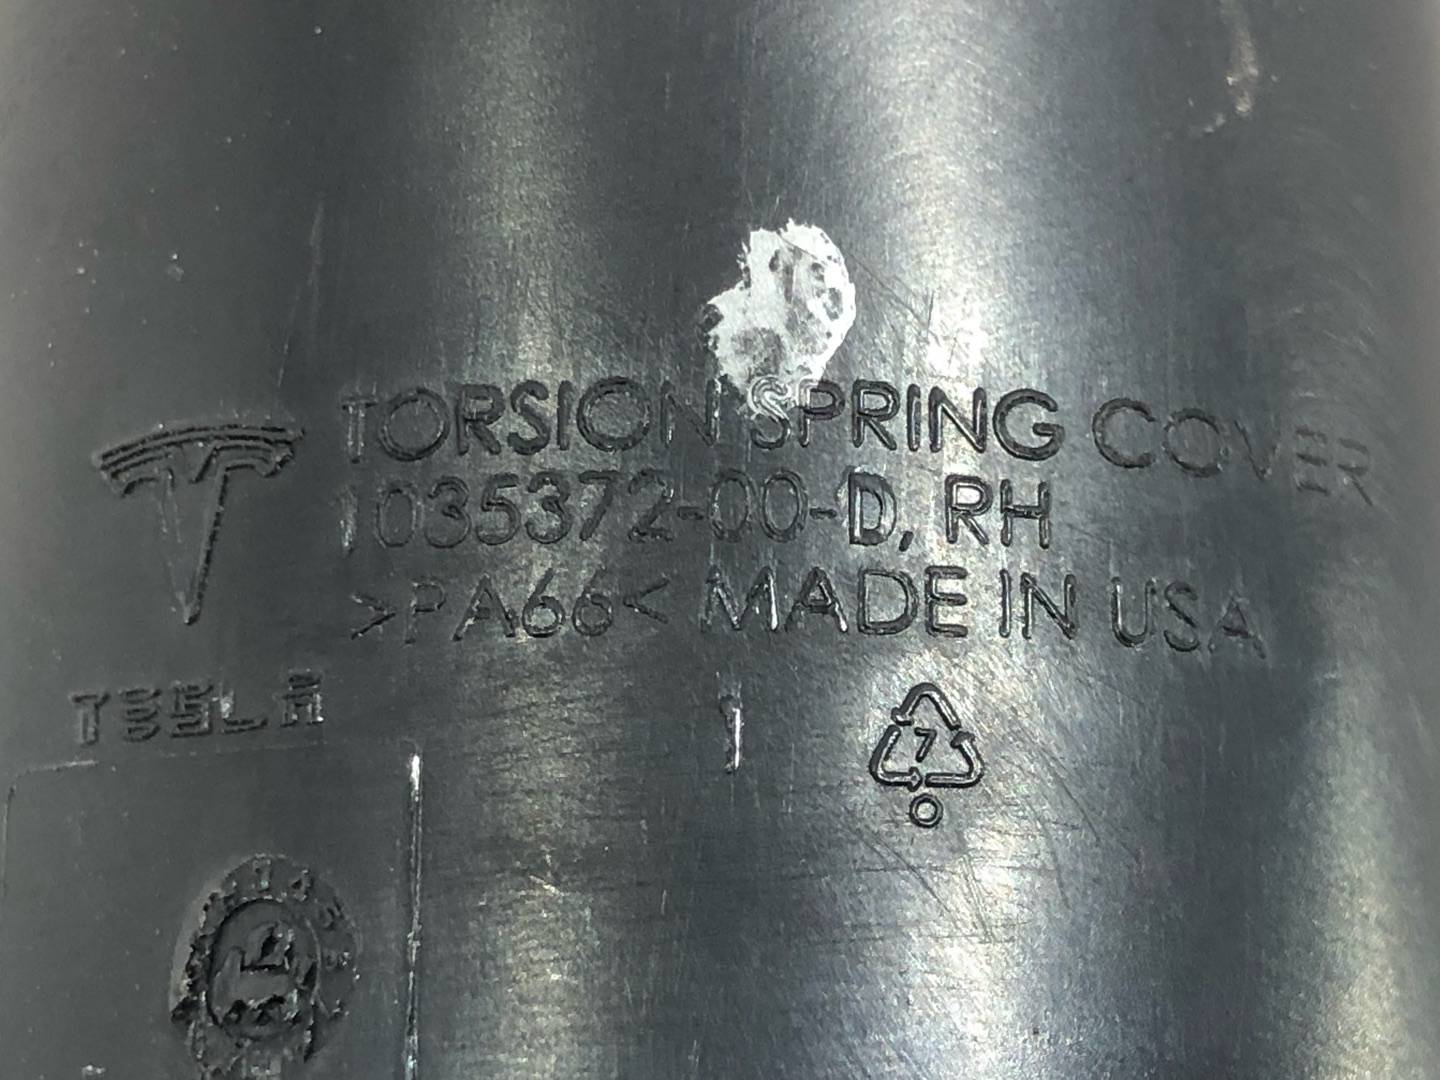 TORSION SPRING COVER
1035372-00-D, RH
>PA66< MADE IN USA
TESLA
7
O